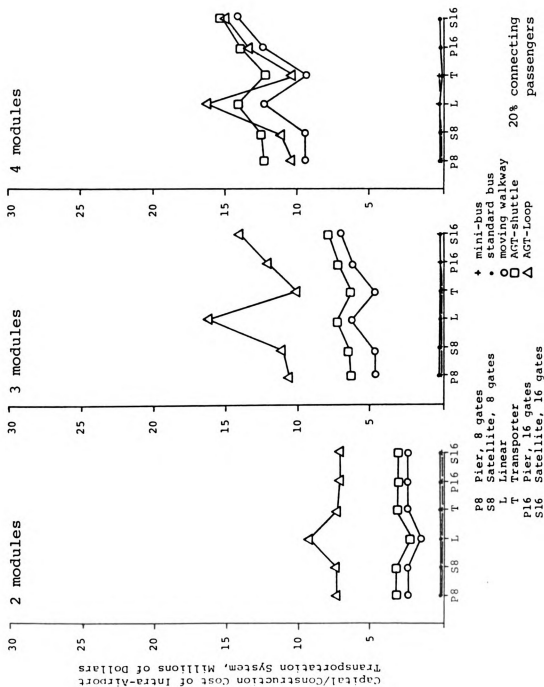 2 modules
3 modules
4 modules
Capital/Construction Cost of Intra-Airport
Transportation System, Millions of Dollars
30
25
20
15
10
5
P8 S8 L T P16 S16
30
25
20
15
10
5
P8 S8 L T P16 S16
30
25
20
15
10
5
P8 S8 L T P16 S16
P8 Pier, 8 gates
S8 Satellite, 8 gates
L Linear
T Transporter
P16 Pier, 16 gates
S16 Satellite, 16 gates
mini-bus
standard bus
moving walkway
AGT-shuttle
AGT-Loop
20% connecting
passengers